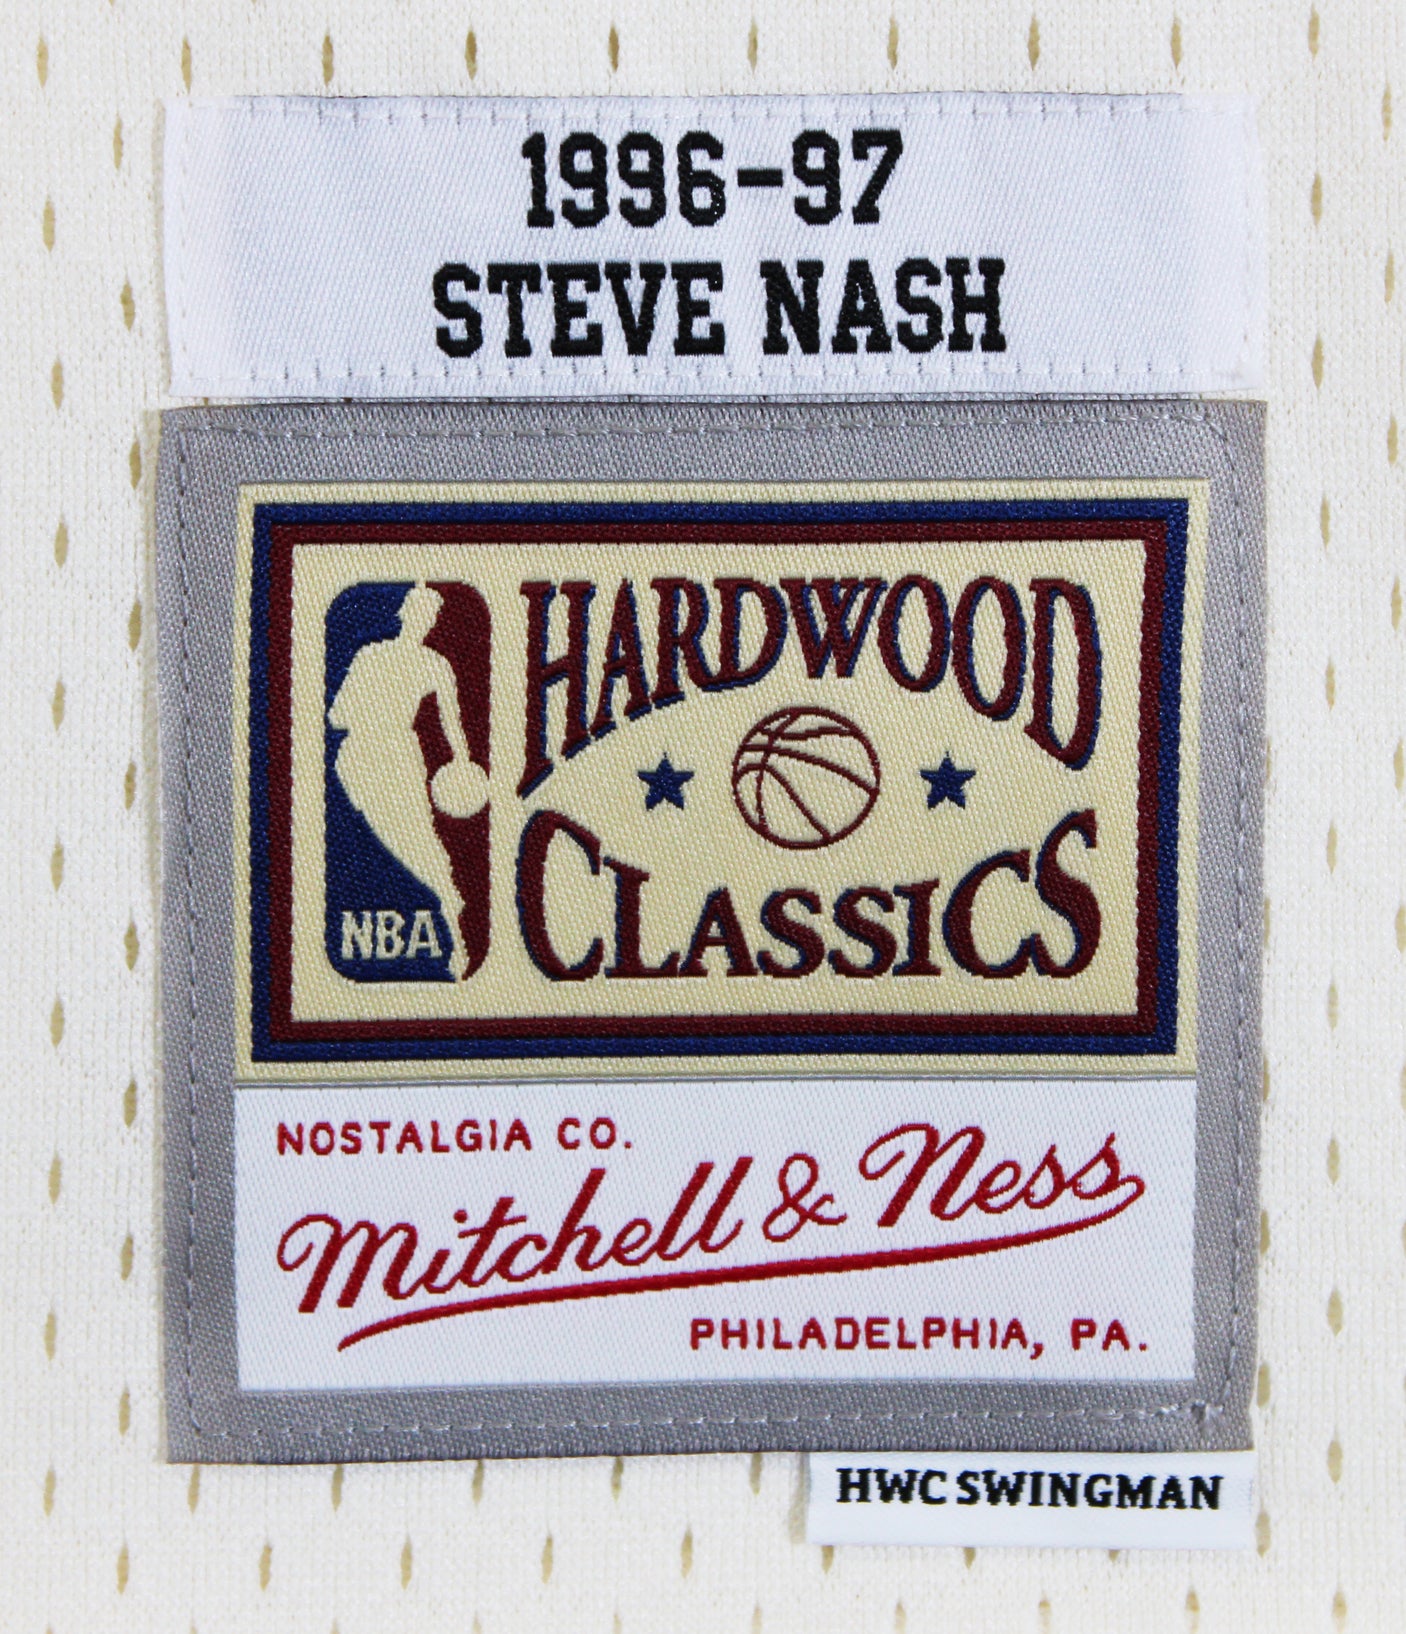 1996-97
STEVE NASH
HARDWOOD
CLASSICS
NBA
NOSTALGIA CO.
Mitchell & Ness
PHILADELPHIA, PA.
HWC SWINGMAN